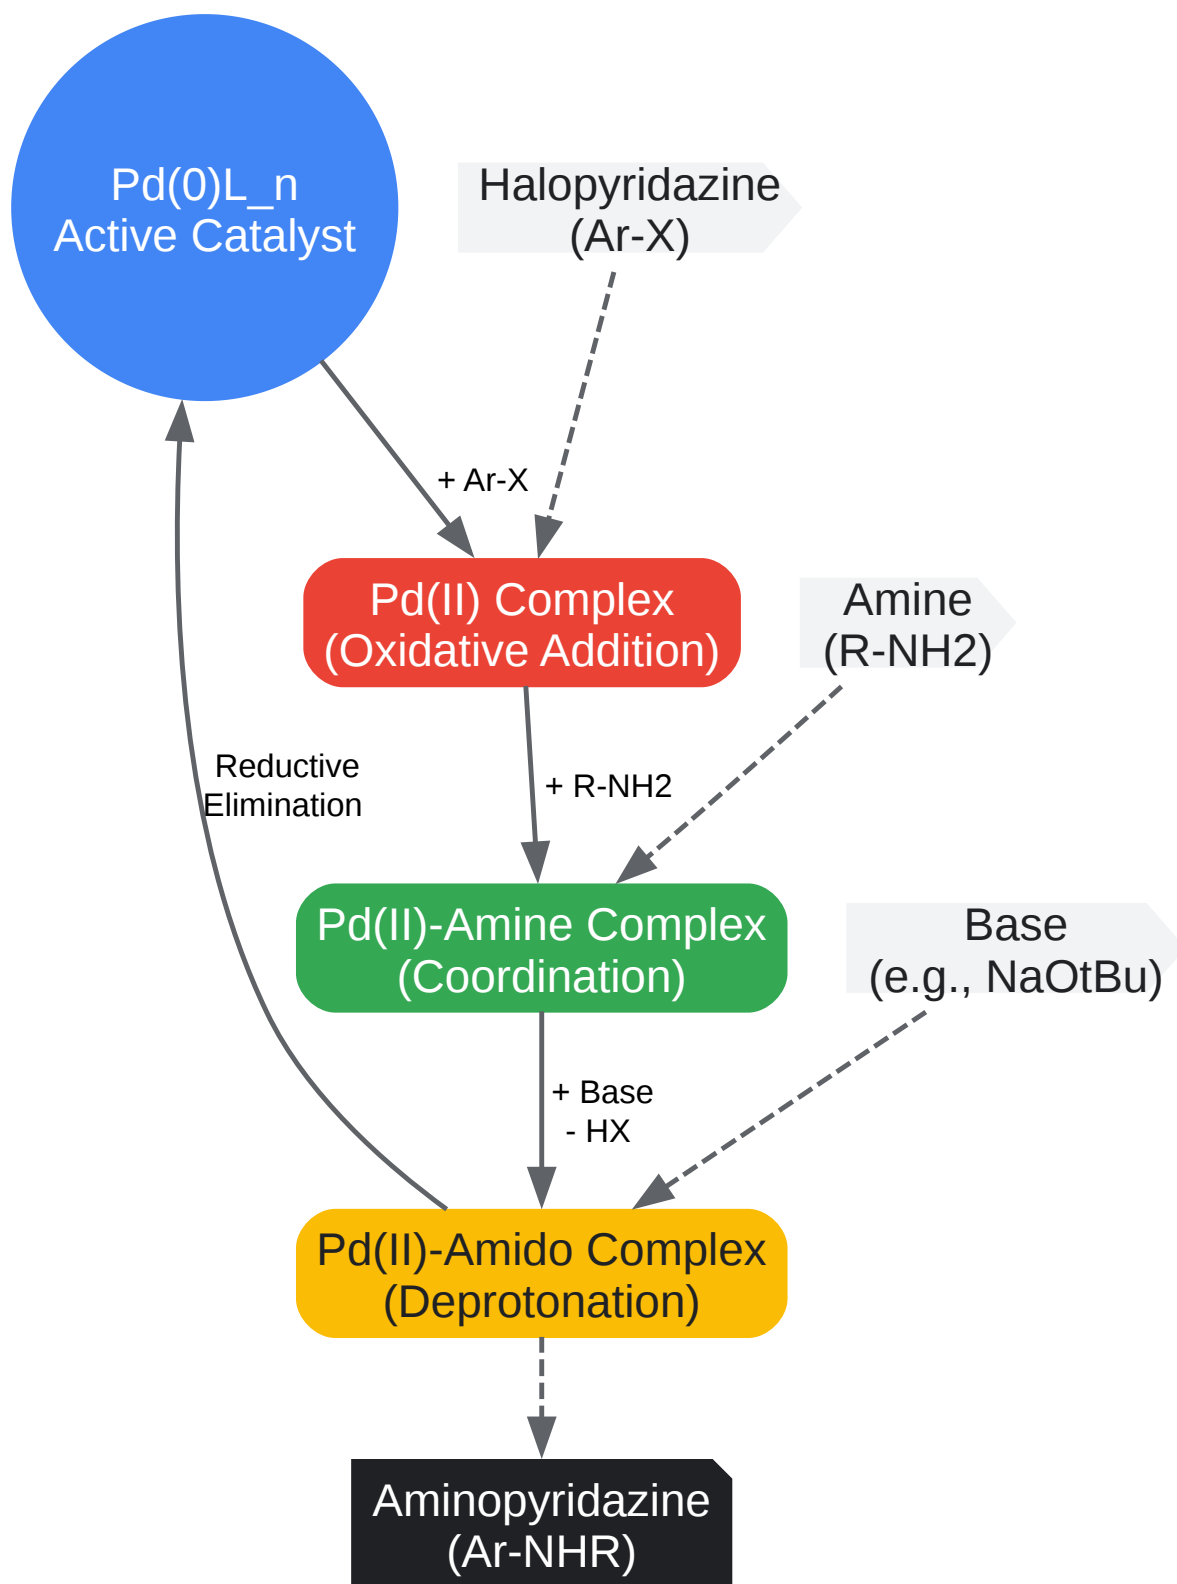 Pd(0)L_n
Active Catalyst
Halopyridazine
(Ar-X)
+ Ar-X
Pd(II) Complex
(Oxidative Addition)
Amine
(R-NH2)
Reductive
Elimination
+ R-NH2
Pd(II)-Amine Complex
(Coordination)
Base
(e.g., NaOtBu)
+ Base
- HX
Pd(II)-Amido Complex
(Deprotonation)
Aminopyridazine
(Ar-NHR)